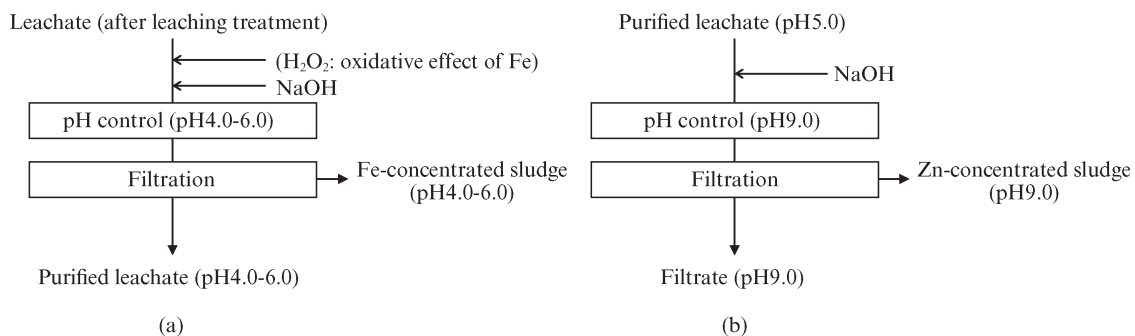 Leachate (after leaching treatment)
(H₂O₂: oxidative effect of Fe)
NaOH
pH control (pH4.0-6.0)
Filtration
Fe-concentrated sludge
(pH4.0-6.0)
Purified leachate (pH4.0-6.0)
(a)
Purified leachate (pH5.0)
NaOH
pH control (pH9.0)
Filtration
Zn-concentrated sludge
(pH9.0)
Filtrate (pH9.0)
(b)